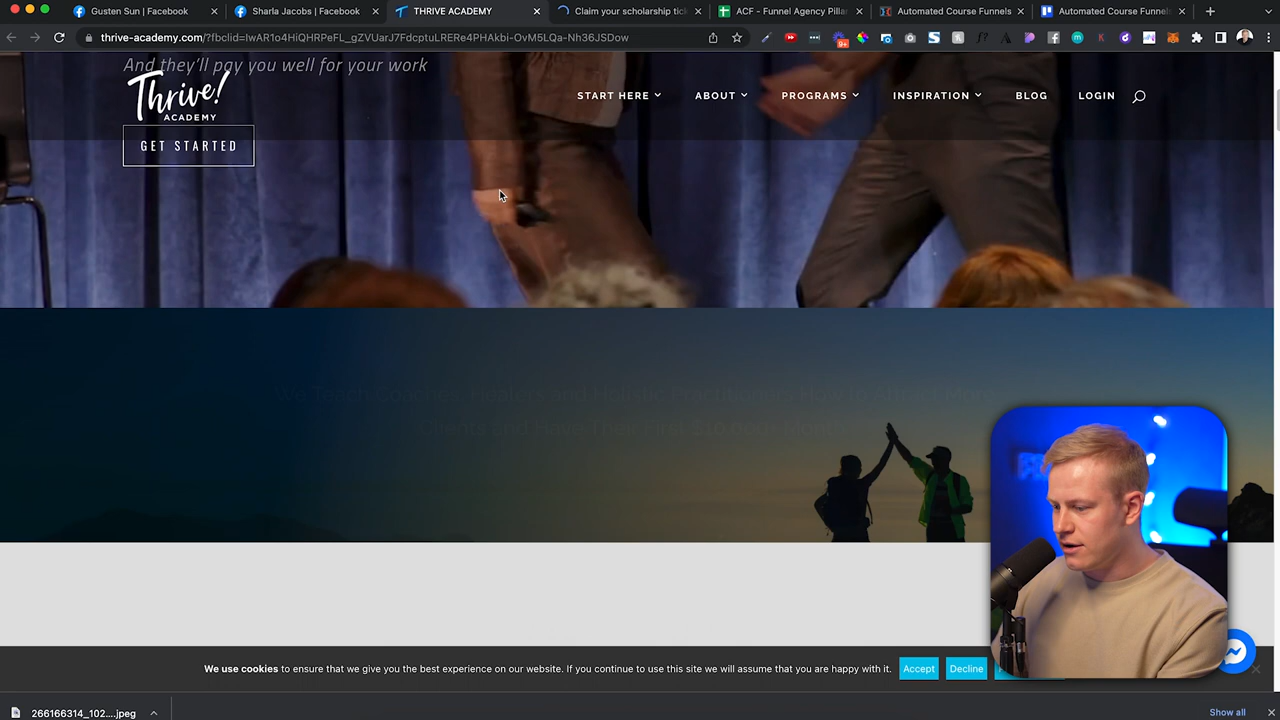 Gusten Sun | Facebook
Sharla Jacobs | Facebook
THRIVE ACADEMY
Claim your scholarship tic
ACF - Funnel Agency Pillar
Automated Course Funnels
Automated Course Funnels
thrive-academy.com/?fbclid=IwAR1o4HiQHRPeFL_gZVUarJ7FdcptuLRERe4PHAkbi-OvM5LQa-Nh36JSDow
And they'll pay you well for your work
Thrive!
ACADEMY
START HERE
ABOUT
PROGRAMS
INSPIRATION
BLOG
LOGIN
GET STARTED
We Teach Coaches, Healers and Holistic Practitioners How to Attract More
Clients and Have Their First $10,000 Month
We use cookies to ensure that we give you the best experience on our website. If you continue to use this site we will assume that you are happy with it.
Accept
Decline
266166314_102....jpeg
Show all